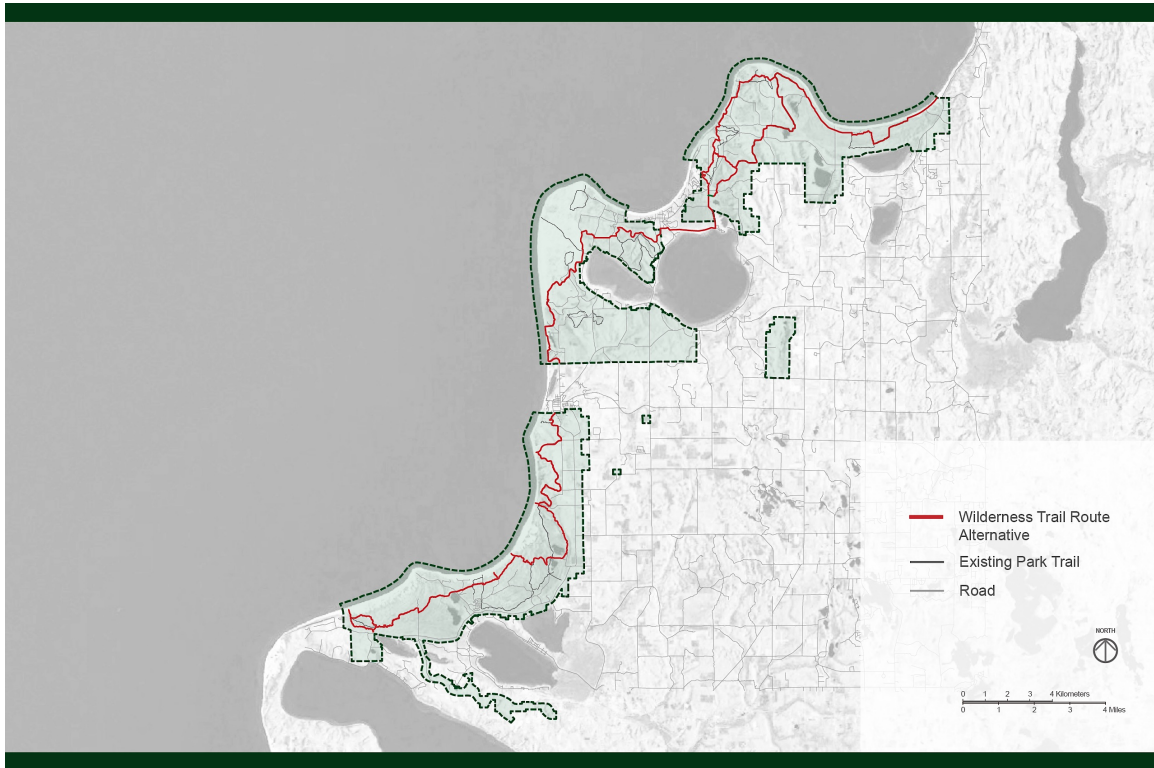 Wilderness Trail Route
Alternative
Existing Park Trail
Road
NORTH
0 1 2 3 4 Kilometers
0 1 2 3 4 Miles